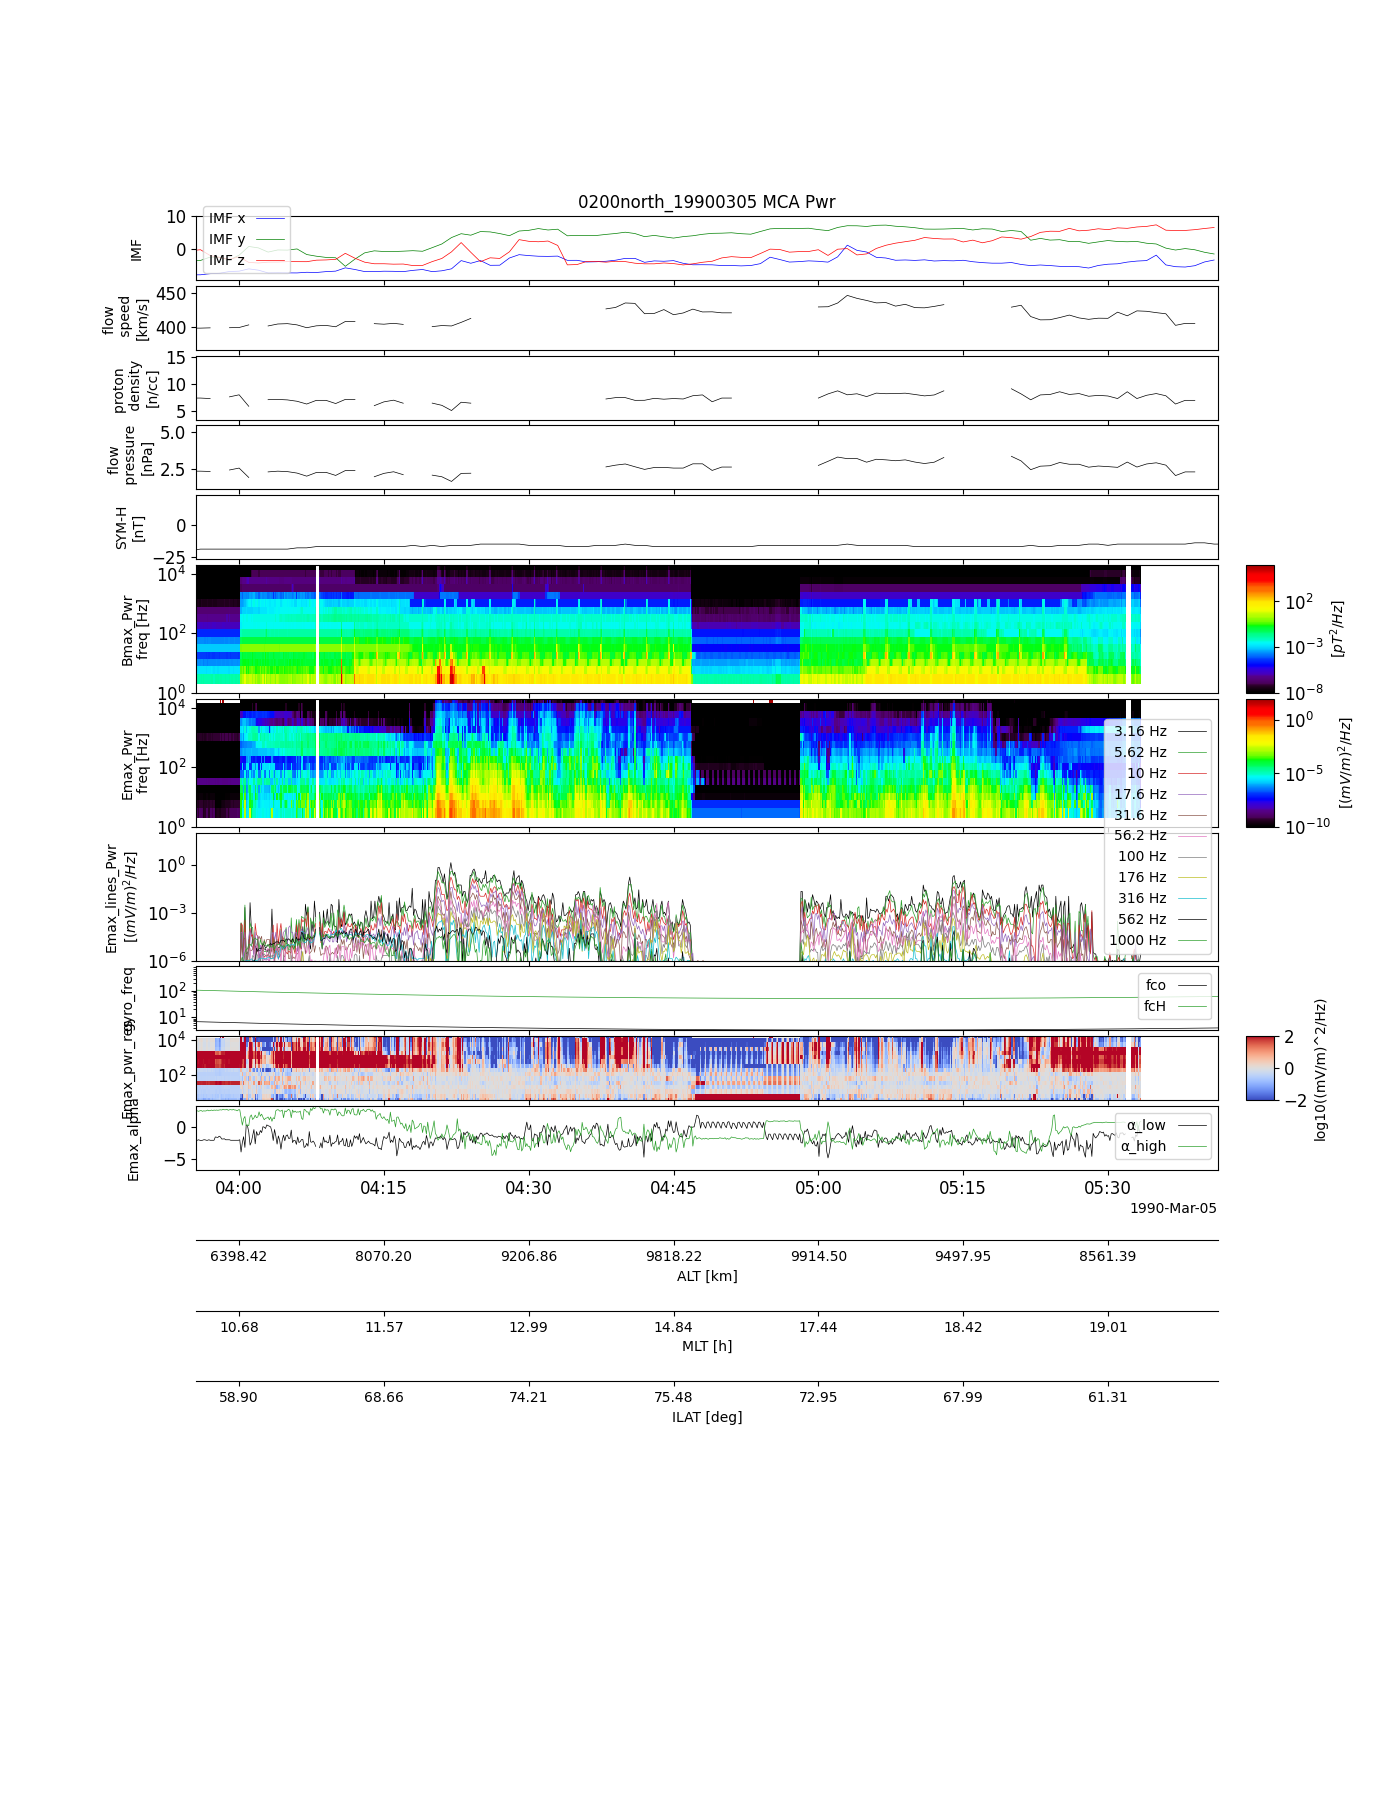 0200north_19900305 MCA Pwr
IMF
10
0
IMF x
IMF y
IMF z
flow
speed
[km/s]
450
400
proton
density
[n/cc]
15
10
5
flow
pressure
[nPa]
5.0
2.5
SYM-H
[nT]
0
−25
Bmax_Pwr
freq [Hz]
10^4
10^2
10^0
10^2
10^−3
10^−8
[pT^2/Hz]
Emax_Pwr
freq [Hz]
10^4
10^2
10^0
10^0
10^−5
10^−10
[(mV/m)^2/Hz]
3.16 Hz
5.62 Hz
10 Hz
17.6 Hz
31.6 Hz
56.2 Hz
100 Hz
176 Hz
316 Hz
562 Hz
1000 Hz
Emax_lines_Pwr
[(mV/m)^2/Hz]
10^0
10^−3
10^−6
gyro_freq
10^2
10^1
fco
fcH
Emax_pwr_reg
10^4
10^2
2
0
−2
log10((mV/m)^2/Hz)
Emax_alpha
0
−5
α_low
α_high
04:00 04:15 04:30 04:45 05:00 05:15 05:30
1990-Mar-05
6398.42 8070.20 9206.86 9818.22 9914.50 9497.95 8561.39
ALT [km]
10.68 11.57 12.99 14.84 17.44 18.42 19.01
MLT [h]
58.90 68.66 74.21 75.48 72.95 67.99 61.31
ILAT [deg]